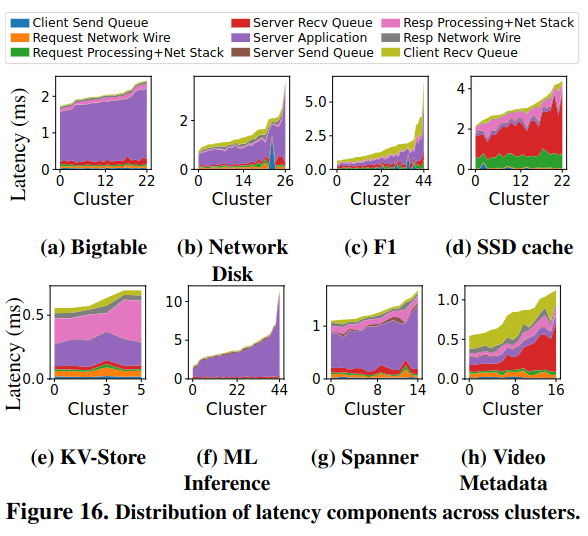 Client Send Queue Server Recv Queue Resp Processing+Net Stack
Request Network Wire Server Application Resp Network Wire
Request Processing+Net Stack Server Send Queue Client Recv Queue
Latency (ms)
2
1
0
0 12 22
Cluster
2
0
0 14 26
Cluster
5.0
2.5
0.0
0 22 44
Cluster
4
2
0
0 12 22
Cluster
(a) Bigtable (b) Network Disk (c) F1 (d) SSD cache
Latency (ms)
0.5
0.0
0 3 5
Cluster
10
5
0
0 22 44
Cluster
1
0
0 8 14
Cluster
1.0
0.5
0.0
0 8 16
Cluster
(e) KV-Store (f) ML Inference (g) Spanner (h) Video Metadata
Figure 16. Distribution of latency components across clusters.